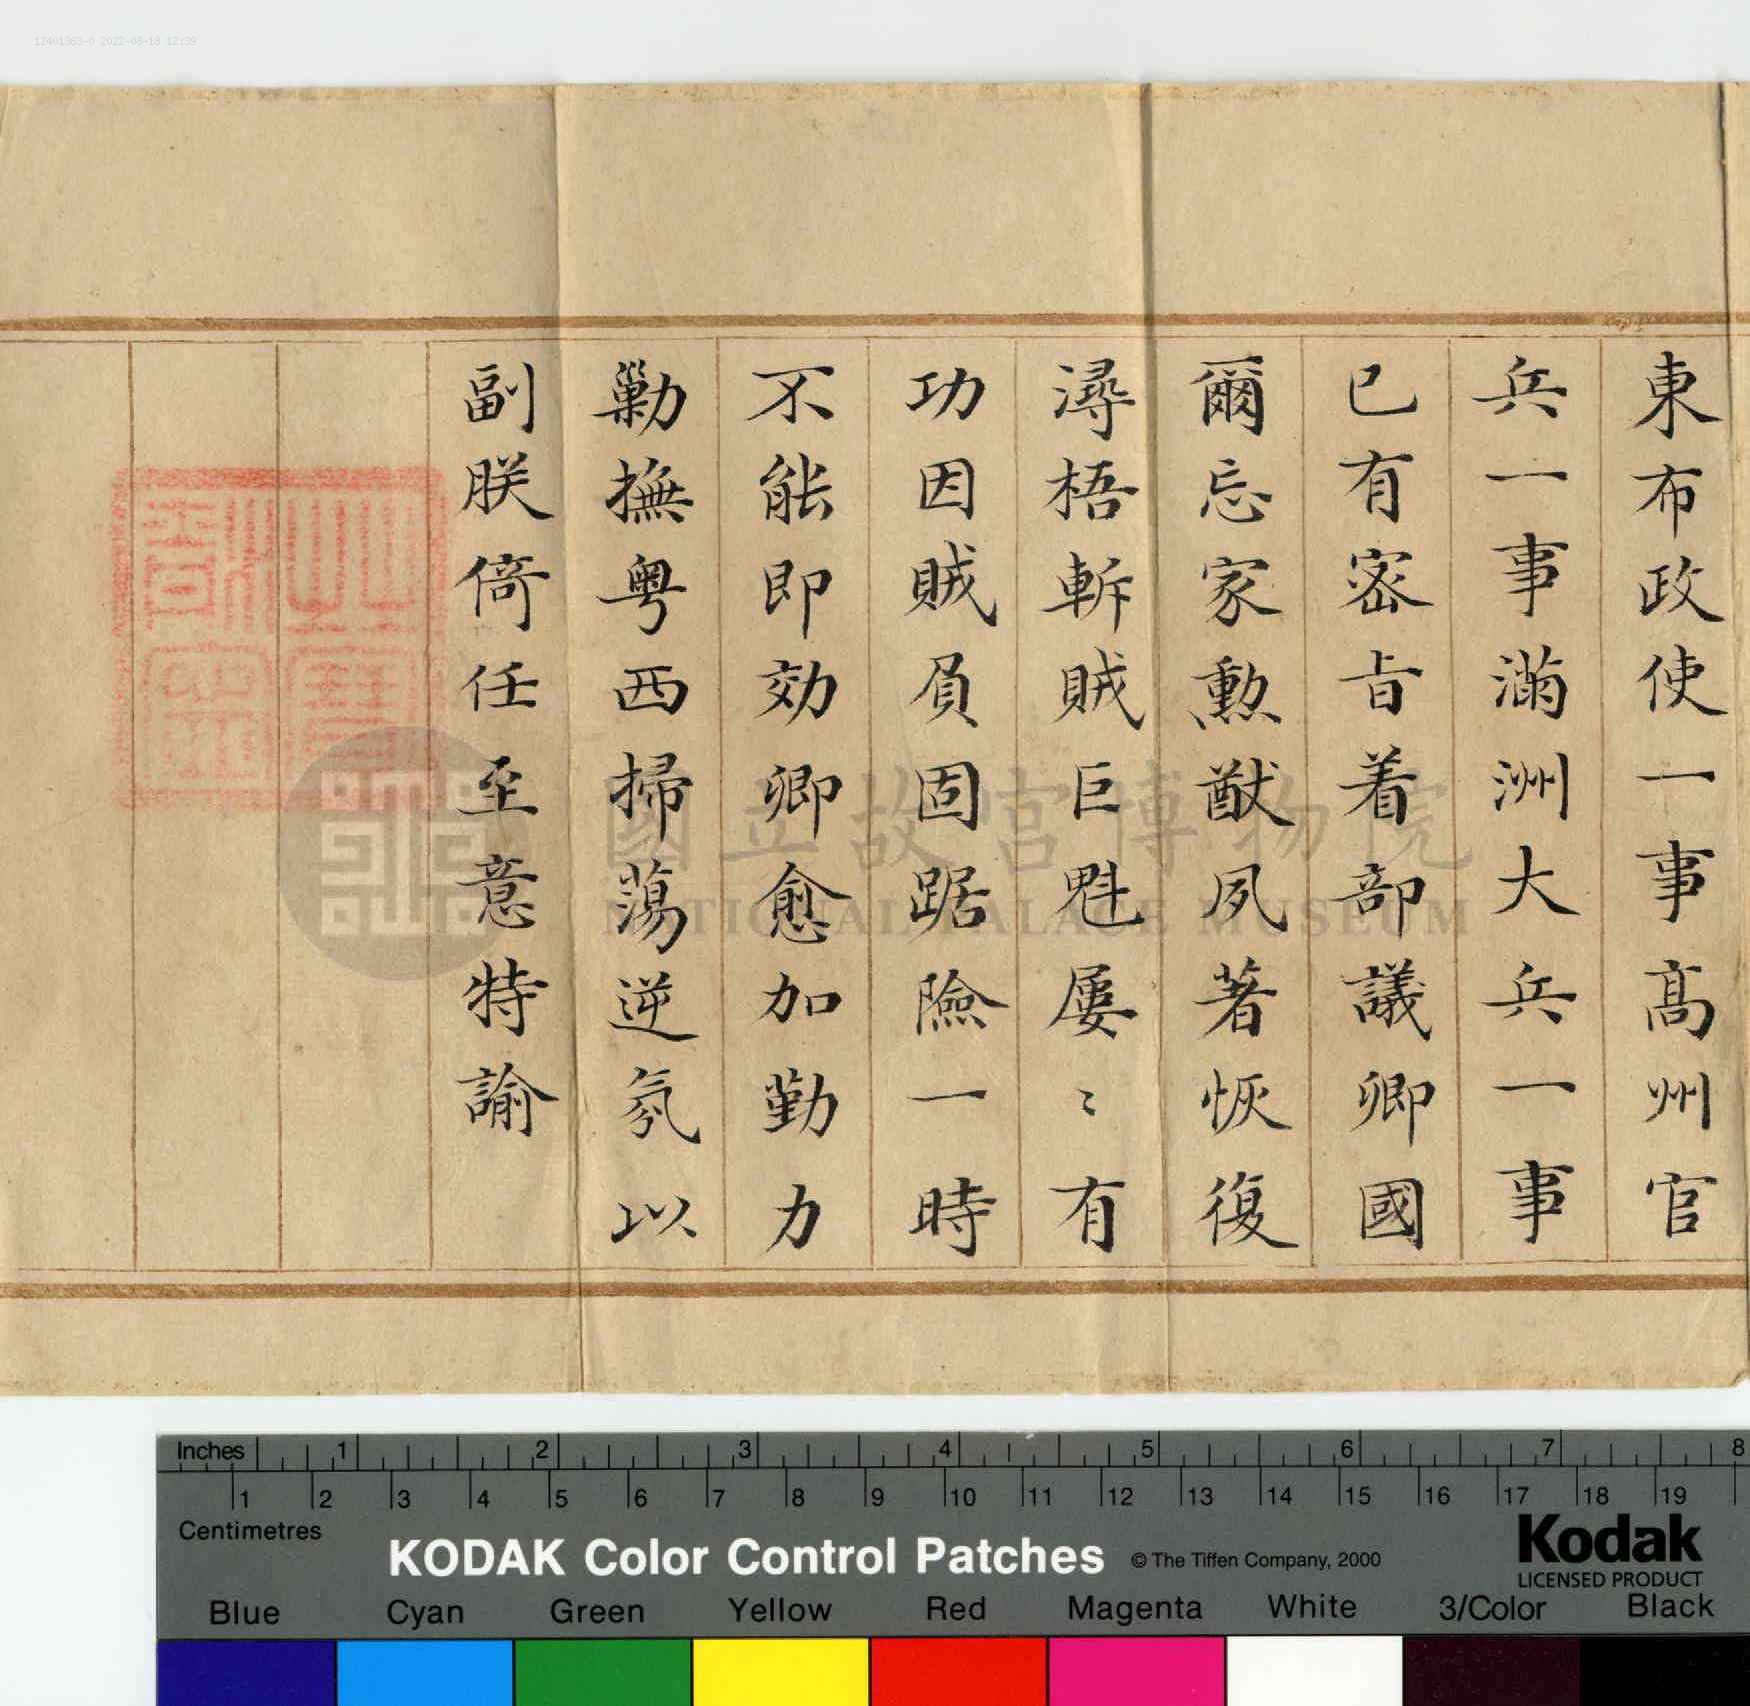 12401363-0 2022-08-18 12:39
東布政使一事高州官
兵一事滿洲大兵一事
已有密旨着部議卿國
爾忘家勲猷夙著恢復
潯梧斬賊巨魁屢〻有
功因賊負固踞險一時
不能即効卿愈加勤力
勦撫粵西掃蕩逆氛以
副朕倚任至意特諭
國立故宮博物院
NATIONAL PALACE MUSEUM
Inches 1 2 3 4 5 6 7 8
1 2 3 4 5 6 7 8 9 10 11 12 13 14 15 16 17 18 19
Centimetres
KODAK Color Control Patches © The Tiffen Company, 2000 Kodak
LICENSED PRODUCT
Blue Cyan Green Yellow Red Magenta White 3/Color Black